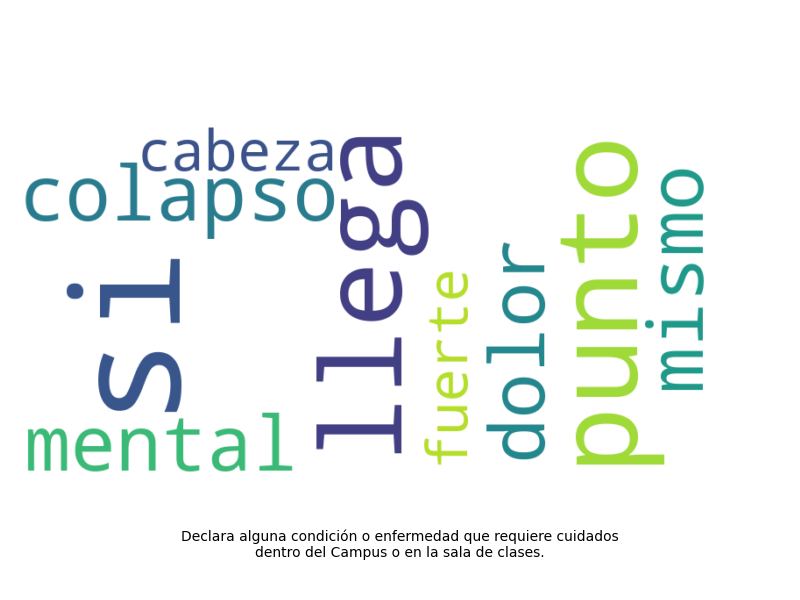 cabeza
colapso
si
mental
llega
fuerte
dolor
punto
mismo
Declara alguna condición o enfermedad que requiere cuidados
dentro del Campus o en la sala de clases.